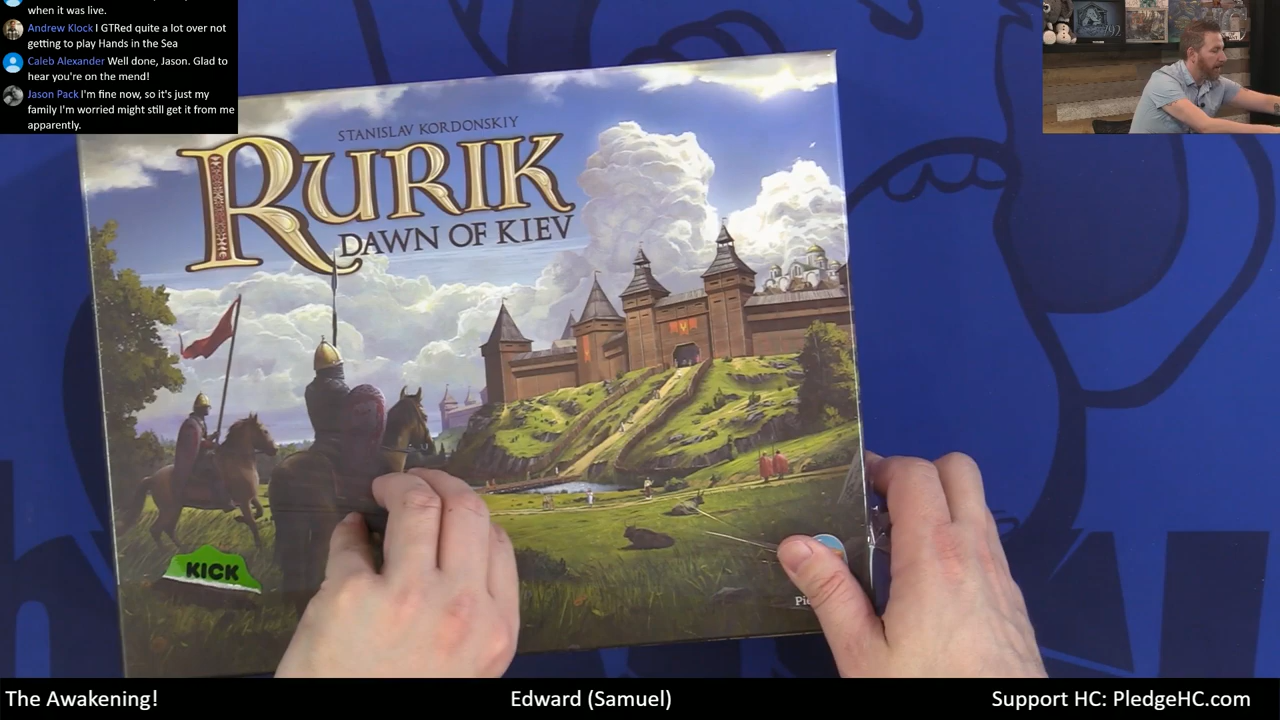 when it was live.
Andrew Klock I GTRed quite a lot over not
getting to play Hands in the Sea
Caleb Alexander Well done, Jason. Glad to
hear you're on the mend!
Jason Pack I'm fine now, so it's just my
family I'm worried might still get it from me
apparently.
STANISLAV KORDONSKIY
RURIK
DAWN OF KIEV
KICK
The Awakening!
Edward (Samuel)
Support HC: PledgeHC.com